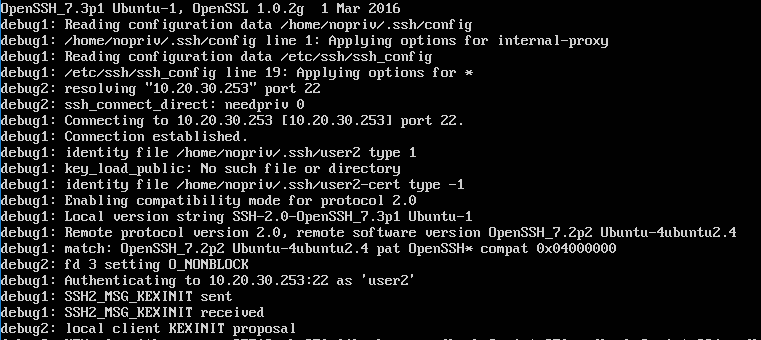 OpenSSH_7.3p1 Ubuntu-1, OpenSSL 1.0.2g  1 Mar 2016
debug1: Reading configuration data /home/nopriv/.ssh/config
debug1: /home/nopriv/.ssh/config line 1: Applying options for internal-proxy
debug1: Reading configuration data /etc/ssh/ssh_config
debug1: /etc/ssh/ssh_config line 19: Applying options for *
debug2: resolving "10.20.30.253" port 22
debug2: ssh_connect_direct: needpriv 0
debug1: Connecting to 10.20.30.253 [10.20.30.253] port 22.
debug1: Connection established.
debug1: identity file /home/nopriv/.ssh/user2 type 1
debug1: key_load_public: No such file or directory
debug1: identity file /home/nopriv/.ssh/user2-cert type -1
debug1: Enabling compatibility mode for protocol 2.0
debug1: Local version string SSH-2.0-OpenSSH_7.3p1 Ubuntu-1
debug1: Remote protocol version 2.0, remote software version OpenSSH_7.2p2 Ubuntu-4ubuntu2.4
debug1: match: OpenSSH_7.2p2 Ubuntu-4ubuntu2.4 pat OpenSSH* compat 0x04000000
debug2: fd 3 setting O_NONBLOCK
debug1: Authenticating to 10.20.30.253:22 as 'user2'
debug1: SSH2_MSG_KEXINIT sent
debug1: SSH2_MSG_KEXINIT received
debug2: local client KEXINIT proposal